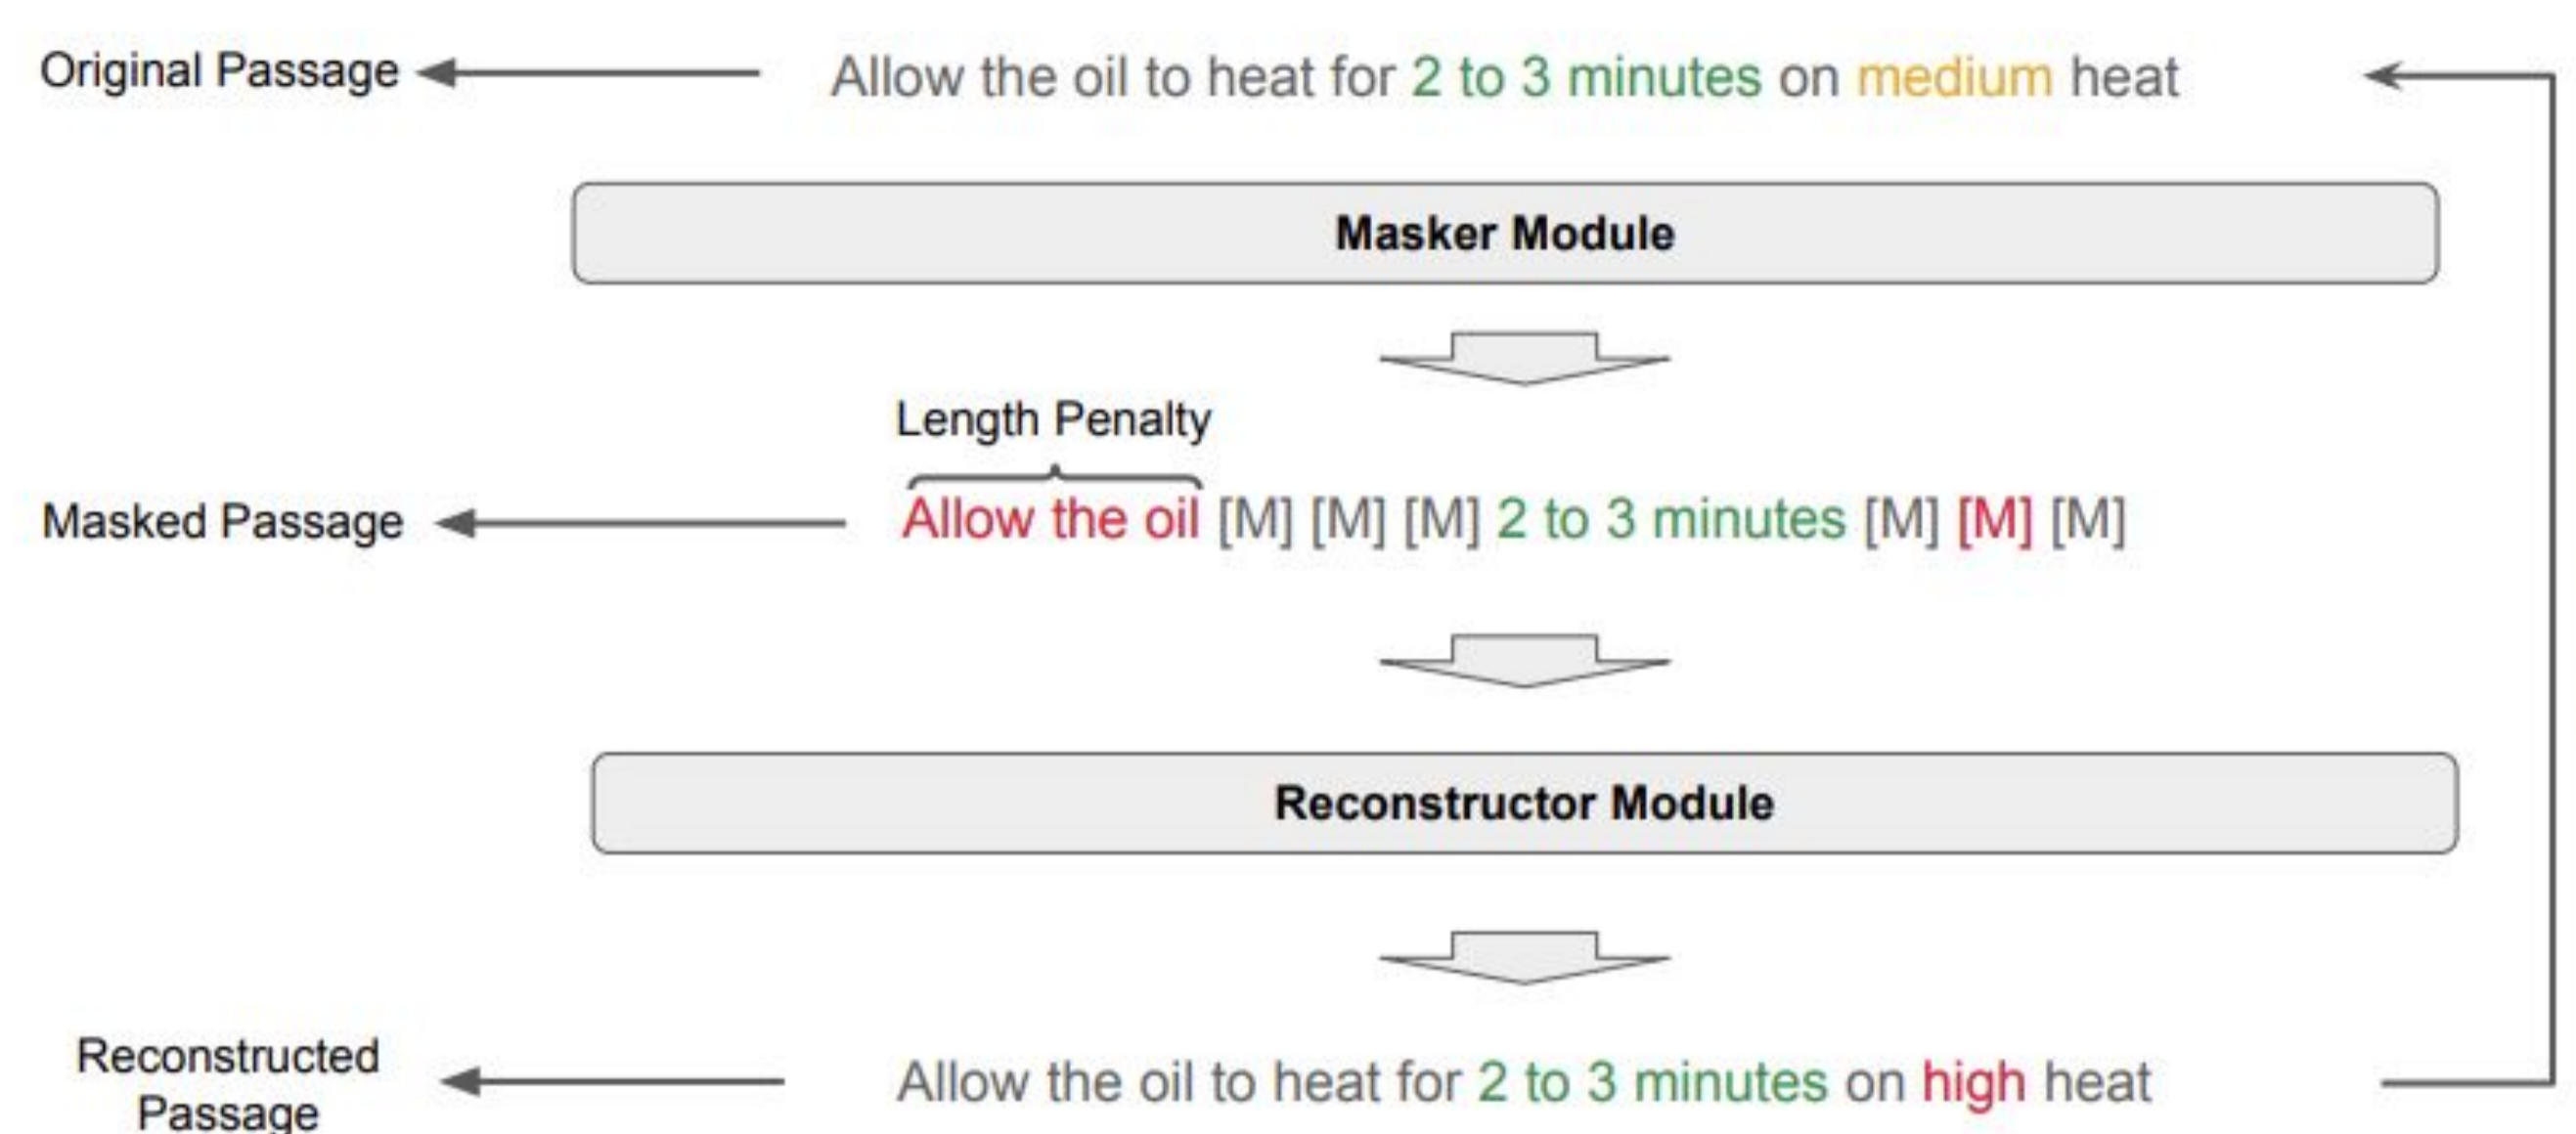 Original Passage
Allow the oil to heat for 2 to 3 minutes on medium heat
Masker Module
Length Penalty
Masked Passage
Allow the oil [M] [M] [M] 2 to 3 minutes [M] [M] [M]
Reconstructor Module
Reconstructed
Passage
Allow the oil to heat for 2 to 3 minutes on high heat